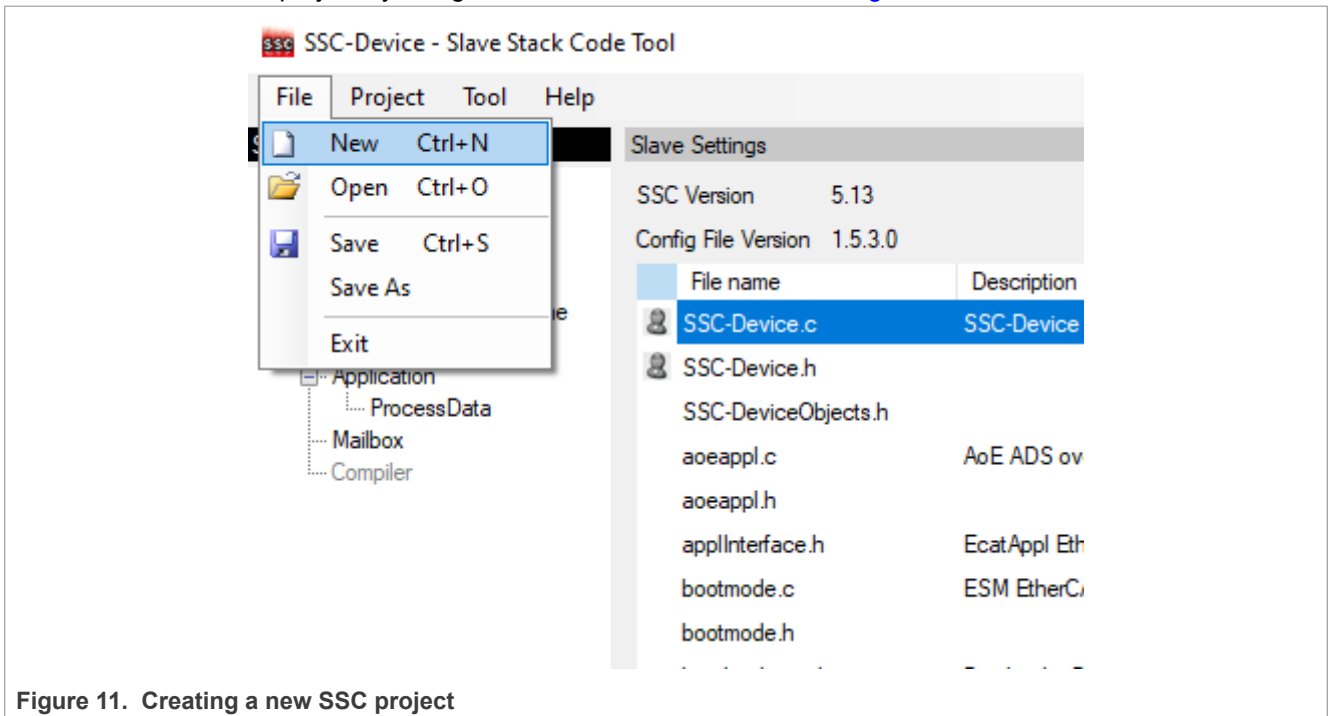 SSC-Device - Slave Stack Code Tool
File Project Tool Help
New Ctrl+N
Open Ctrl+O
Save Ctrl+S
Save As
Exit
Application
ProcessData
Mailbox
Compiler
Slave Settings
SSC Version 5.13
Config File Version 1.5.3.0
File name Description
SSC-Device.c SSC-Device
SSC-Device.h
SSC-DeviceObjects.h
aoeappl.c AoE ADS ov
aoeappl.h
applInterface.h EcatAppl Eth
bootmode.c ESM EtherCA
bootmode.h
Figure 11. Creating a new SSC project